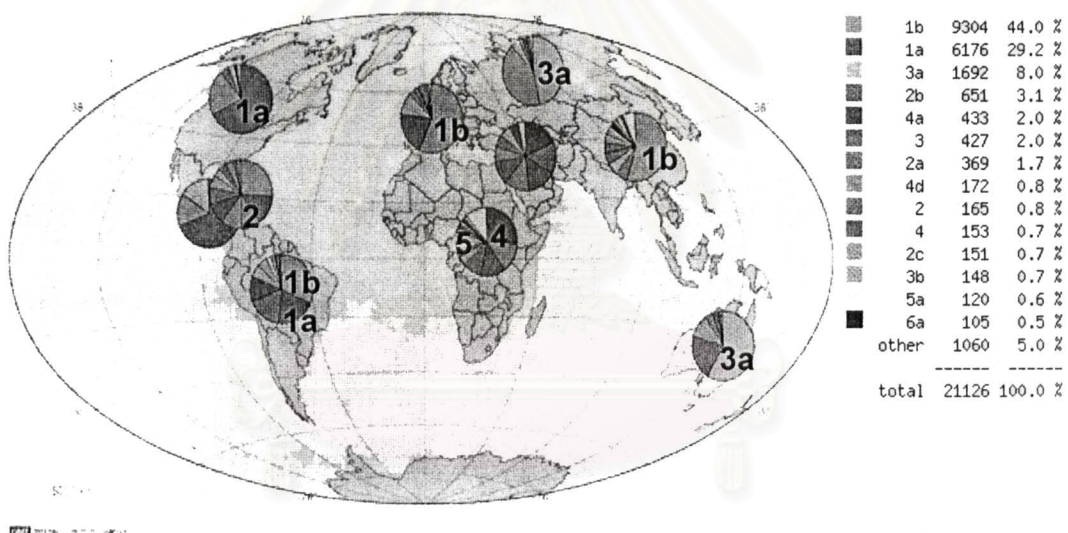 1a
3a
1b
1b
2
5 4
1b
1a
3a
38
1b 9304 44.0 %
1a 6176 29.2 %
3a 1692 8.0 %
2b 651 3.1 %
4a 433 2.0 %
3 427 2.0 %
2a 369 1.7 %
4d 172 0.8 %
2 165 0.8 %
4 153 0.7 %
2c 151 0.7 %
3b 148 0.7 %
5a 120 0.6 %
6a 105 0.5 %
other 1060 5.0 %
------ ------
total 21126 100.0 %